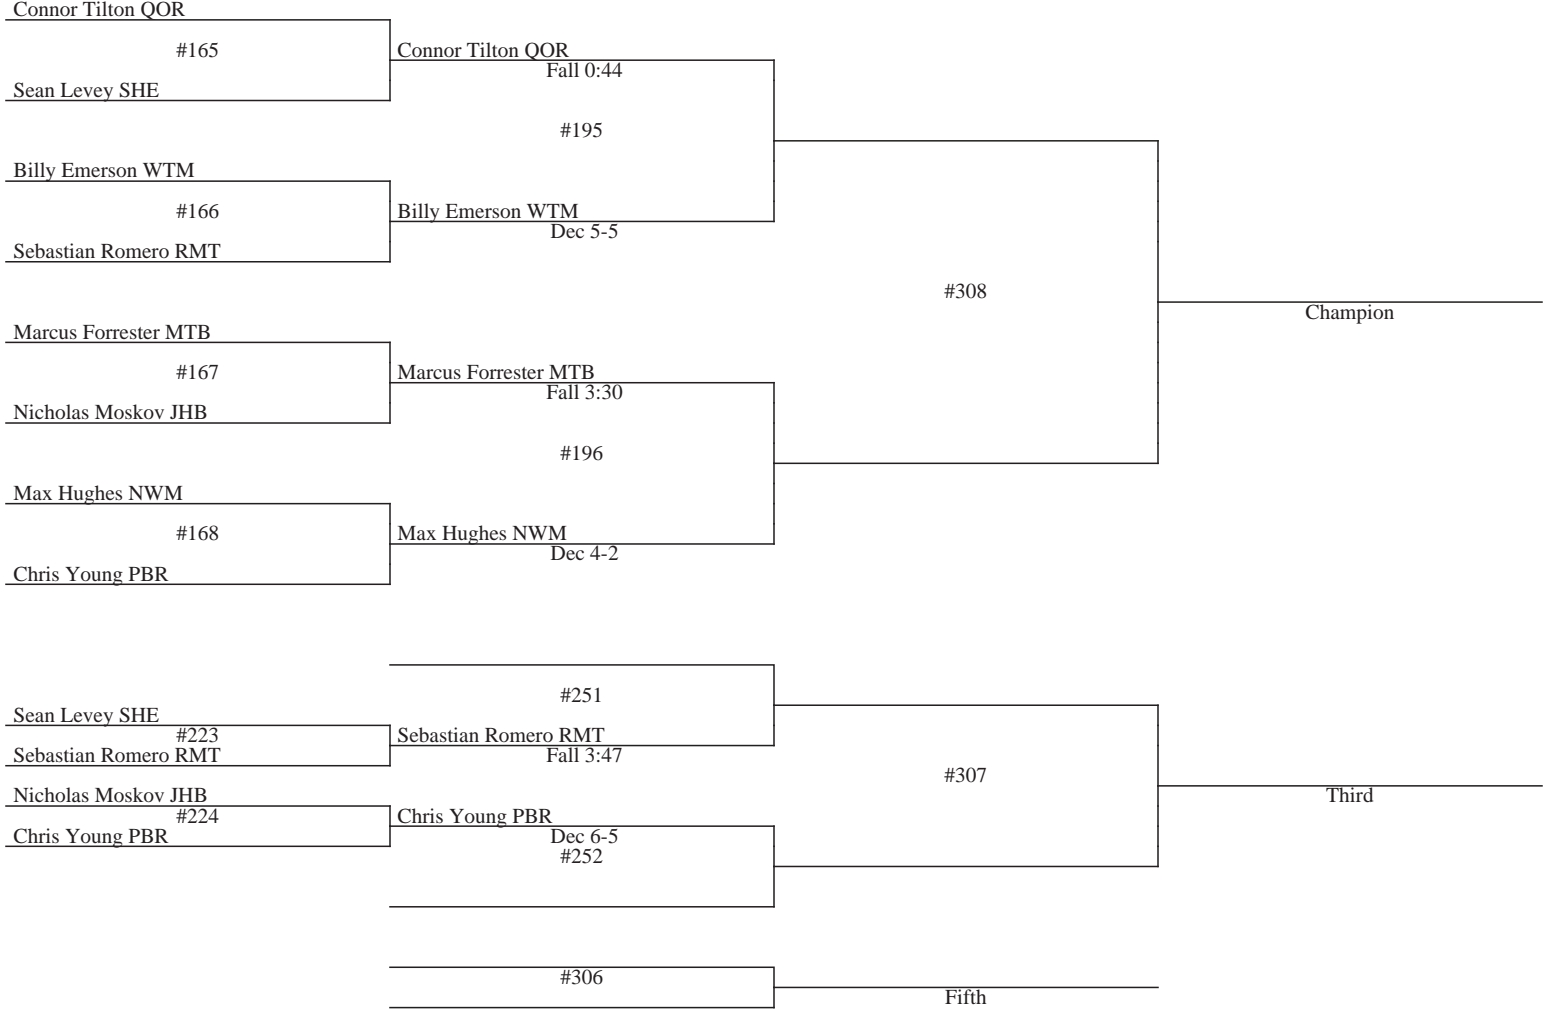 Connor Tilton QOR
#165
Connor Tilton QOR
Fall 0:44
Sean Levey SHE
#195
Billy Emerson WTM
#166
Billy Emerson WTM
Dec 5-5
Sebastian Romero RMT
#308
Champion
Marcus Forrester MTB
#167
Marcus Forrester MTB
Fall 3:30
Nicholas Moskov JHB
#196
Max Hughes NWM
#168
Max Hughes NWM
Dec 4-2
Chris Young PBR
#251
Sean Levey SHE
#223
Sebastian Romero RMT
Sebastian Romero RMT
Fall 3:47
#307
Third
Nicholas Moskov JHB
#224
Chris Young PBR
Chris Young PBR
Dec 6-5
#252
#306
Fifth